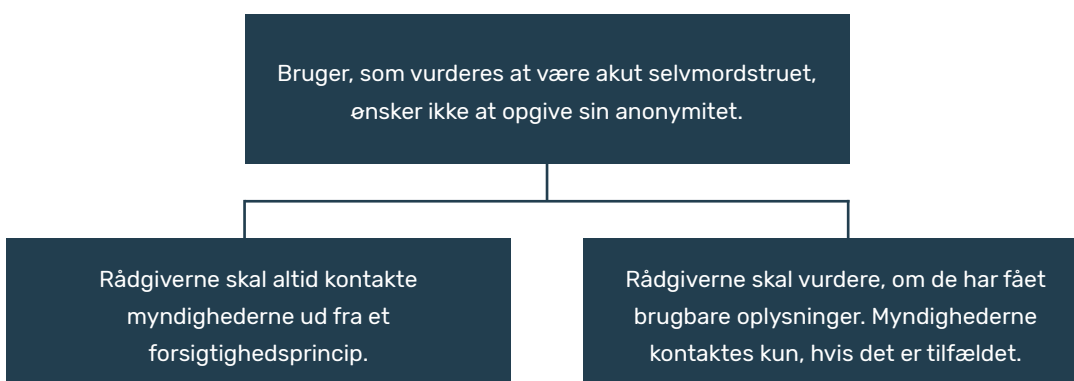 Bruger, som vurderes at være akut selvmordstruet,
ønsker ikke at opgive sin anonymitet.
Rådgiverne skal altid kontakte
myndighederne ud fra et
forsigtighedsprincip.
Rådgiverne skal vurdere, om de har fået
brugbare oplysninger. Myndighederne
kontaktes kun, hvis det er tilfældet.